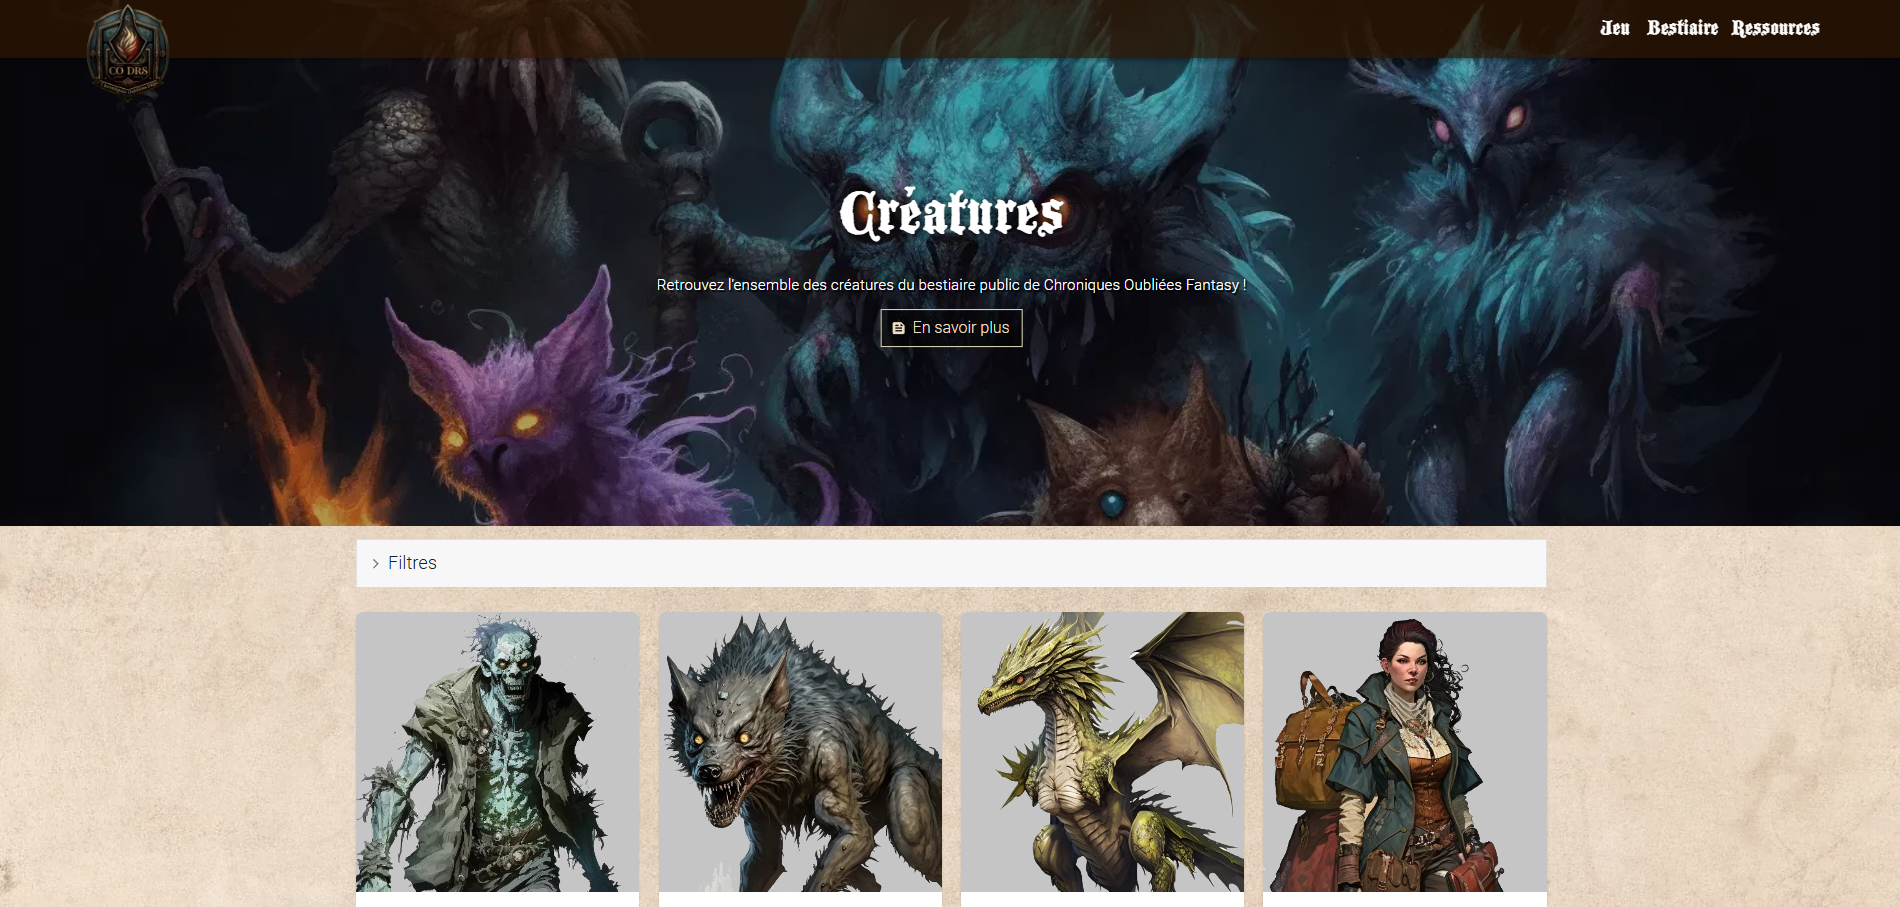 CO DRS
Jeu Bestiaire Ressources
Créatures
Retrouvez l'ensemble des créatures du bestiaire public de Chroniques Oubliées Fantasy !
En savoir plus
Filtres